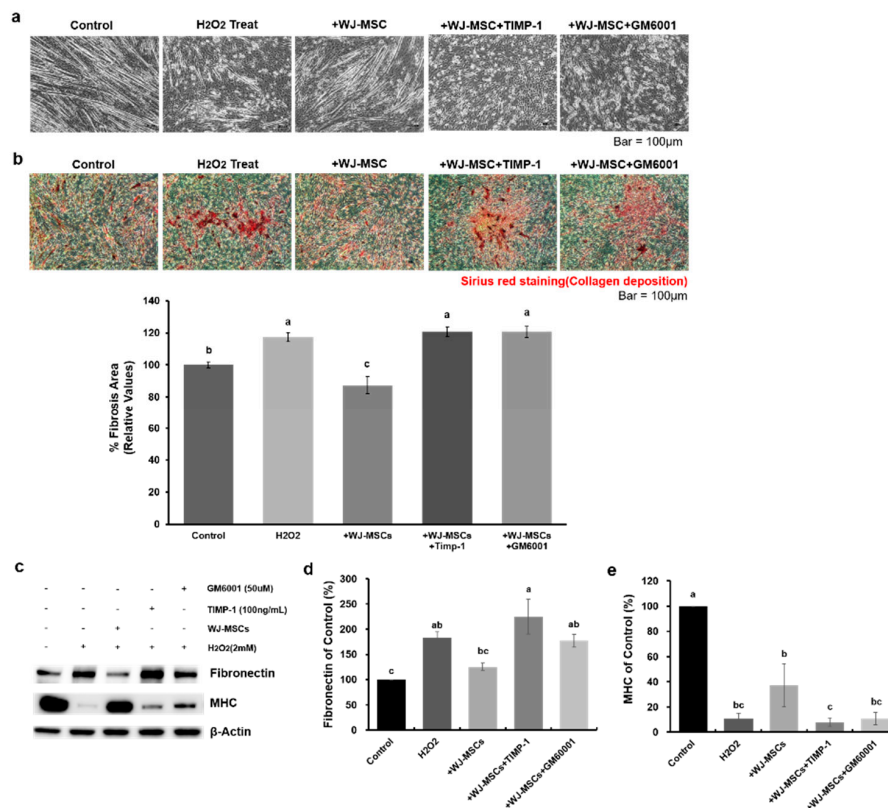 a
Control H2O2 Treat +WJ-MSC +WJ-MSC+TIMP-1 +WJ-MSC+GM6001
Bar = 100μm
b
Control H2O2 Treat +WJ-MSC +WJ-MSC+TIMP-1 +WJ-MSC+GM6001
Sirius red staining(Collagen deposition)
Bar = 100μm
% Fibrosis Area
(Relative Values)
140
120
100
80
60
40
20
0
b a c a a
Control H2O2 +WJ-MSCs +WJ-MSCs +WJ-MSCs
+Timp-1 +GM6001
c
- - - - + GM6001 (50uM)
- - - + - TIMP-1 (100ng/mL)
- - + - - WJ-MSCs
- + + + + H2O2(2mM)
Fibronectin
MHC
β-Actin
d
Fibronectin of Control (%)
300
250
200
150
100
50
0
c ab bc a ab
Control H2O2 +WJ-MSCs +WJ-MSCs+TIMP-1 +WJ-MSCs+GM60001
e
MHC of Control (%)
120
100
80
60
40
20
0
a bc b c bc
Control H2O2 +WJ-MSCs +WJ-MSCs+TIMP-1 +WJ-MSCs+GM6001